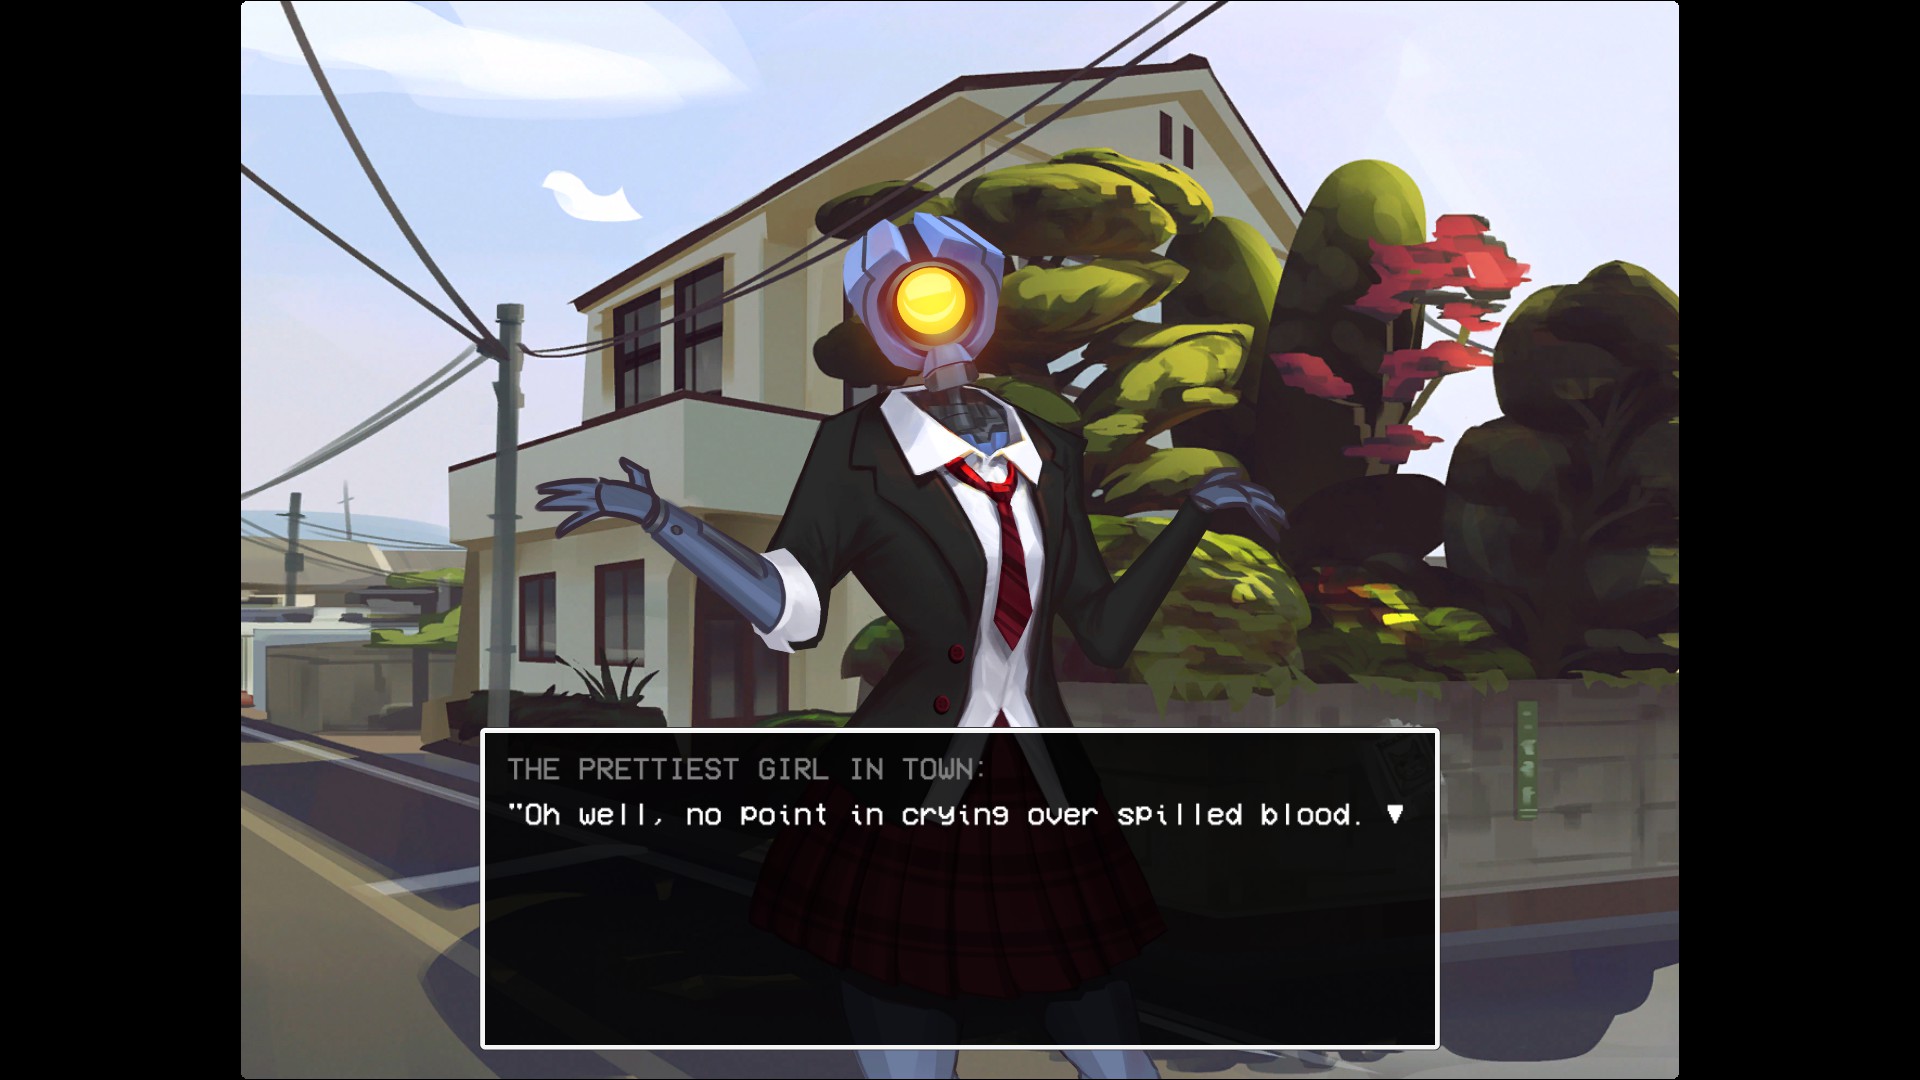 THE PRETTIEST GIRL IN TOWN:
"Oh well, no point in crying over spilled blood. ▼